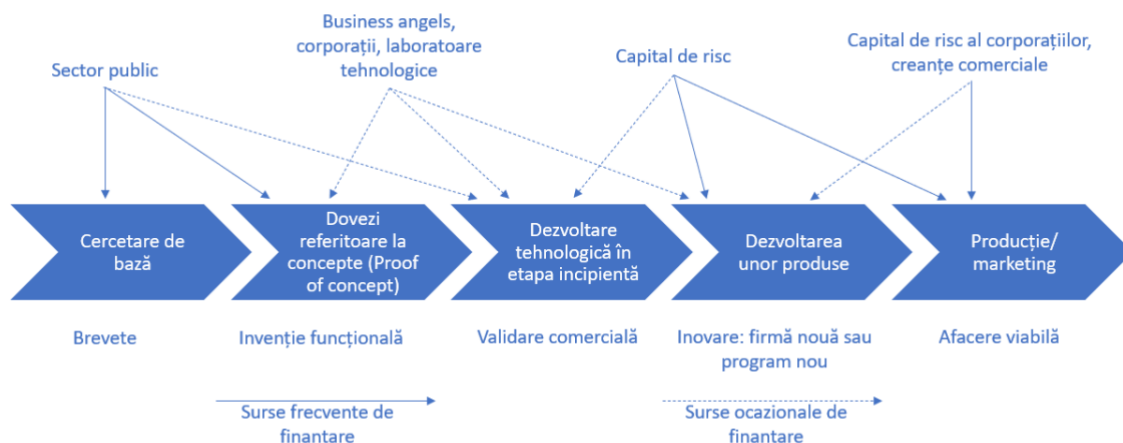 Business angels,
corporații, laboratoare
tehnologice
Sector public
Capital de risc
Capital de risc al corporațiilor,
creanțe comerciale
Cercetare de
bază
Dovezi
referitoare la
concepte (Proof
of concept)
Dezvoltare
tehnologică în
etapa incipientă
Dezvoltarea
unor produse
Producție/
marketing
Brevete
Invenție funcțională
Validare comercială
Inovare: firmă nouă sau
program nou
Afacere viabilă
Surse frecvente de
finantare
Surse ocazionale de
finantare